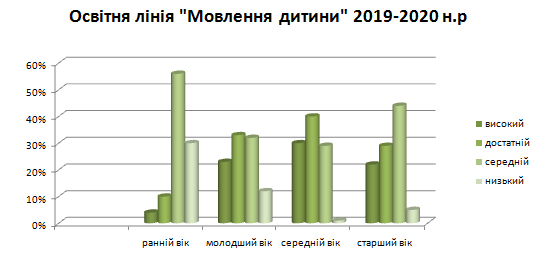 Освітня лінія "Мовлення дитини" 2019-2020 н.р
60%
50%
40%
30%
20%
10%
0%
ранній вік
молодший вік
середній вік
старший вік
високий
достатній
середній
низький